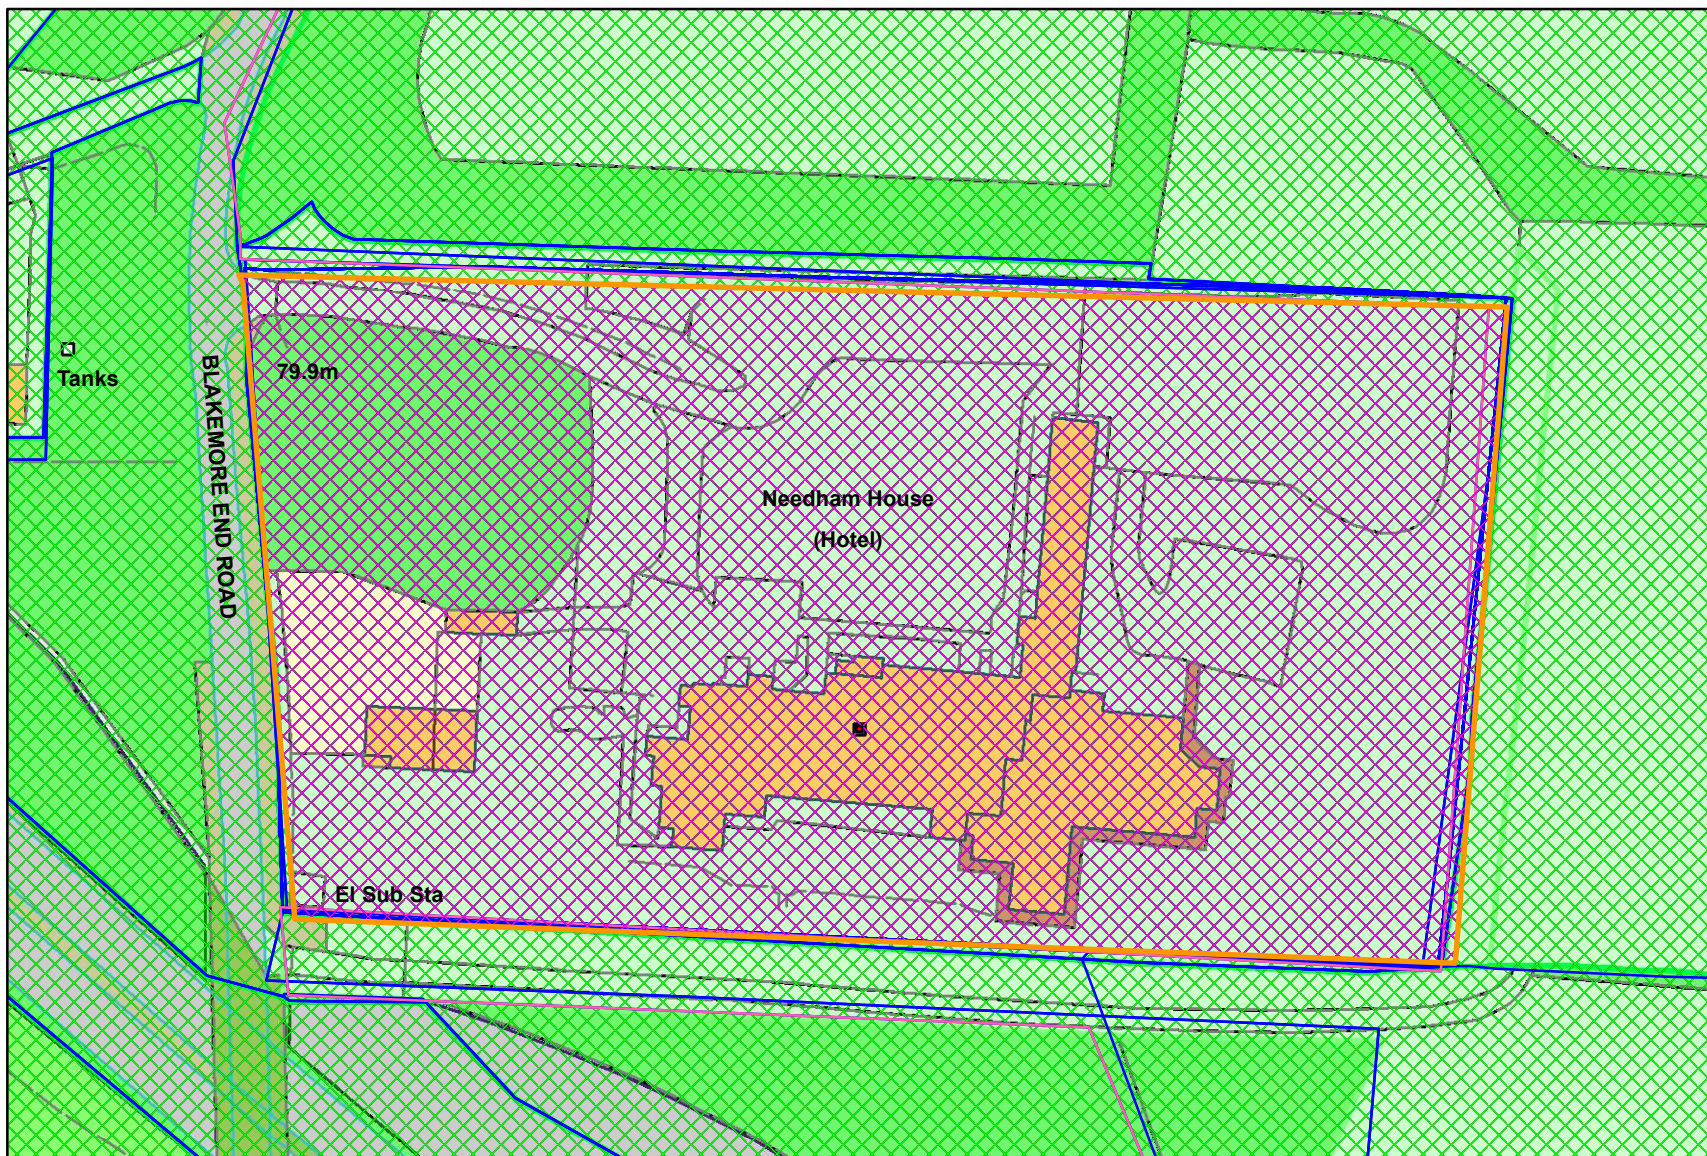 79.9m
Tanks
BLAKEMORE END ROAD
Needham House
(Hotel)
El Sub Sta